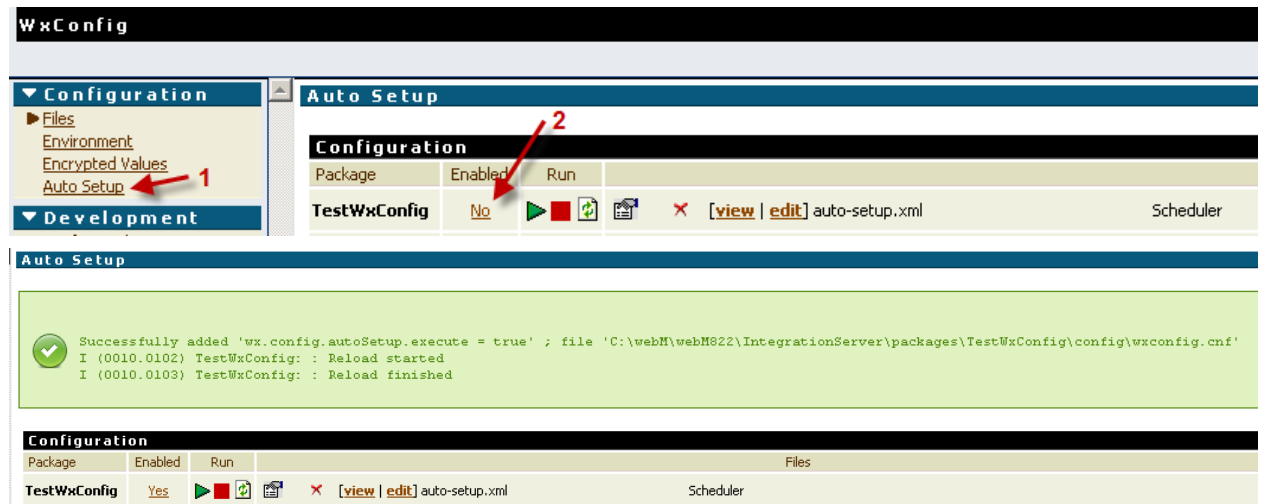 WxConfig
Configuration
Files
Environment
Encrypted Values
Auto Setup
1
Development
Auto Setup
2
Configuration
Package Enabled Run
TestWxConfig No [view | edit] auto-setup.xml Scheduler
Auto Setup
Successfully added 'wx.config.autoSetup.execute = true' ; file 'C:\webM\webM822\IntegrationServer\packages\TestWxConfig\config\wxconfig.cnf'
I (0010.0102) TestWxConfig: : Reload started
I (0010.0103) TestWxConfig: : Reload finished
Configuration
Package Enabled Run Files
TestWxConfig Yes [view | edit] auto-setup.xml Scheduler